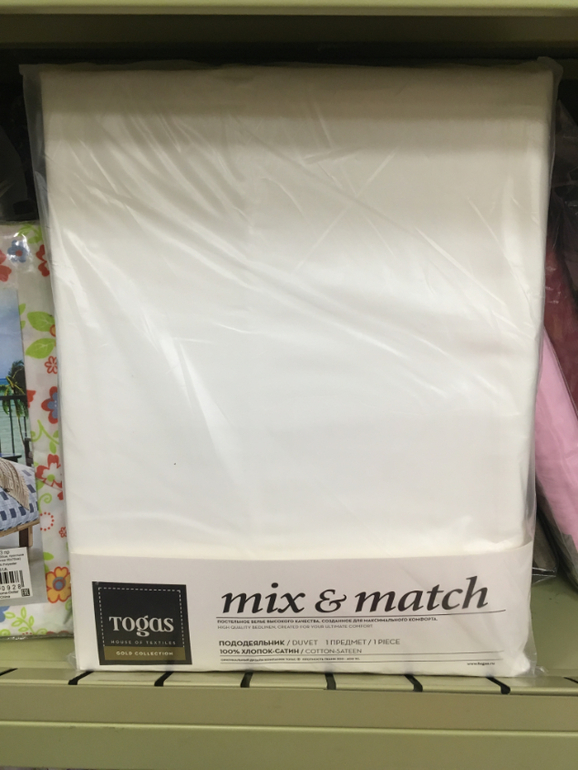 mix & match
ПОСТЕЛЬНОЕ БЕЛЬЕ ВЫСОКОГО КАЧЕСТВА, СОЗДАННОЕ ДЛЯ МАКСИМАЛЬНОГО КОМФОРТА.
HIGH QUALITY BEDLINEN, CREATED FOR YOUR ULTIMATE COMFORT
TOGAS
HOUSE OF TEXTILES
GOLD COLLECTION
ПОДОДЕЯЛЬНИК / DUVET 1 ПРЕДМЕТ / 1 PIECE
100% ХЛОПОК-САТИН / COTTON-SATEEN